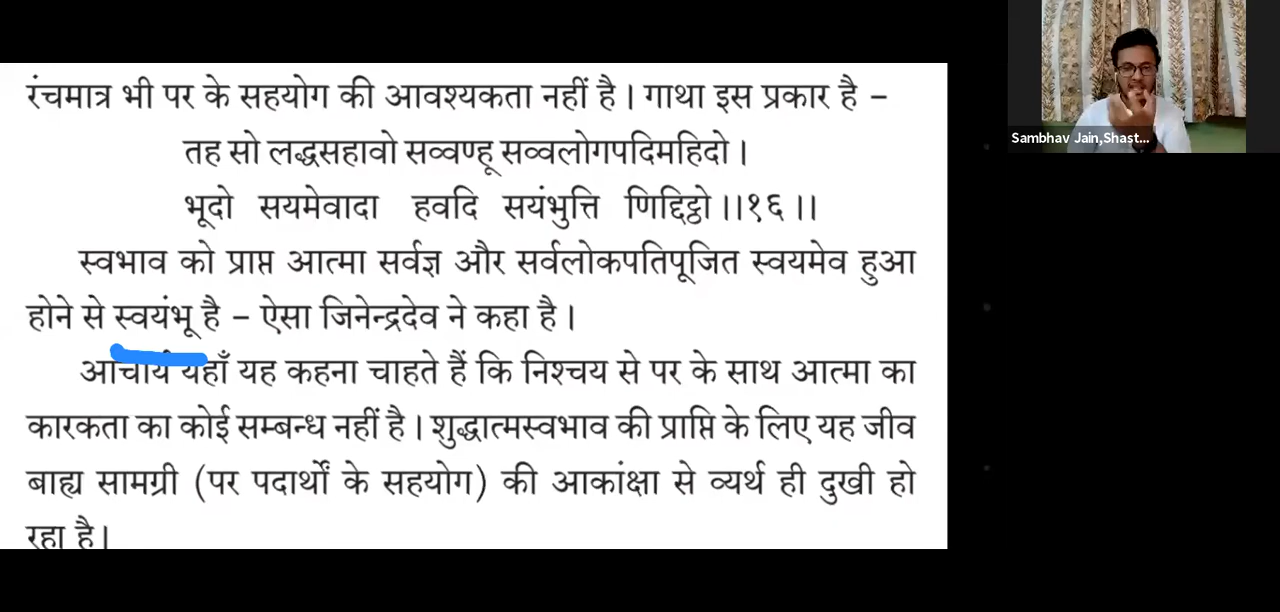 रंचमात्र भी पर के सहयोग की आवश्यकता नहीं है। गाथा इस प्रकार है –
तह सो लद्धसहावो सव्वण्हू सव्वलोगपदिमहिदो।
भूदो सयमेवादा हवदि सयंभुत्ति णिद्दिट्ठो।।१६।।
स्वभाव को प्राप्त आत्मा सर्वज्ञ और सर्वलोकपतिपूजित स्वयमेव हुआ
होने से स्वयंभू है – ऐसा जिनेन्द्रदेव ने कहा है।
आचार्य यहाँ यह कहना चाहते हैं कि निश्चय से पर के साथ आत्मा का
कारकता का कोई सम्बन्ध नहीं है। शुद्धात्मस्वभाव की प्राप्ति के लिए यह जीव
बाह्य सामग्री (पर पदार्थों के सहयोग) की आकांक्षा से व्यर्थ ही दुखी हो
रहा है।
Sambhav Jain,Shast...